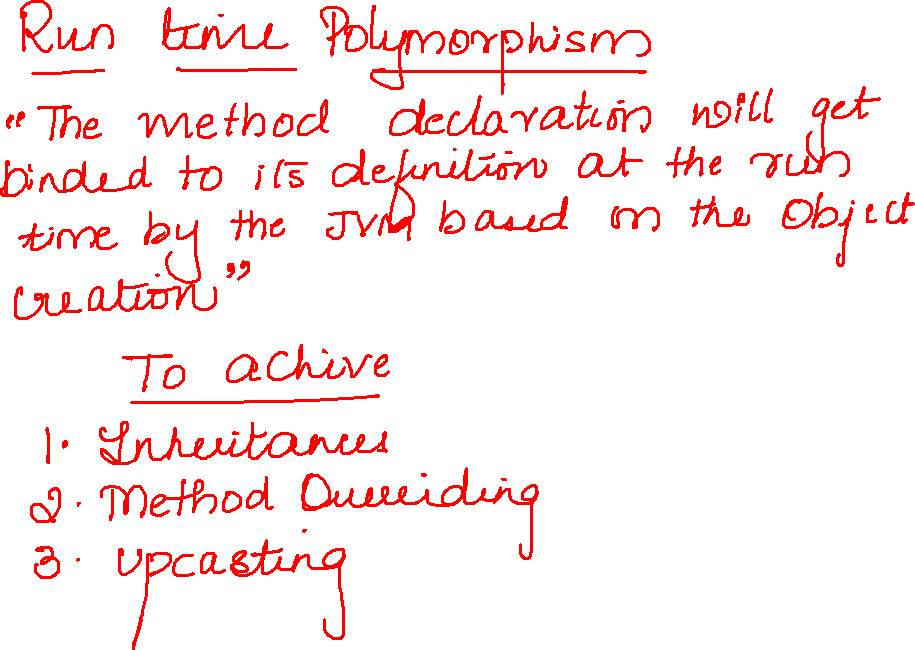 Run time Polymorphism
"The method declaration will get
binded to its definition at the run
time by the JVM based on the Object
creation"
To achive
1. Inheritances
2. Method Overriding
3. upcasting